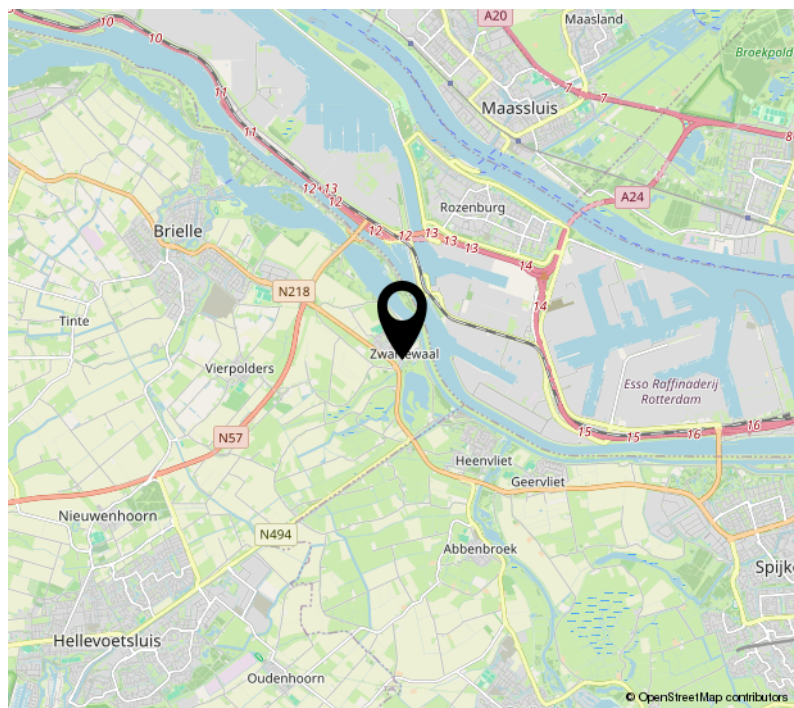 A20
Maasland
10
10
Broekpold
11
7
7
Maassluis
8
11
12+13
12
A24
Rozenburg
Brielle
12
12
13
13
13
14
N218
14
Tinte
Zwartewaal
Vierpolders
Esso Raffinaderij
Rotterdam
15
15
16
16
N57
Heenvliet
Geervliet
Nieuwenhoorn
N494
Abbenbroek
Spijke
Hellevoetsluis
Oudenhoorn
© OpenStreetMap contributors